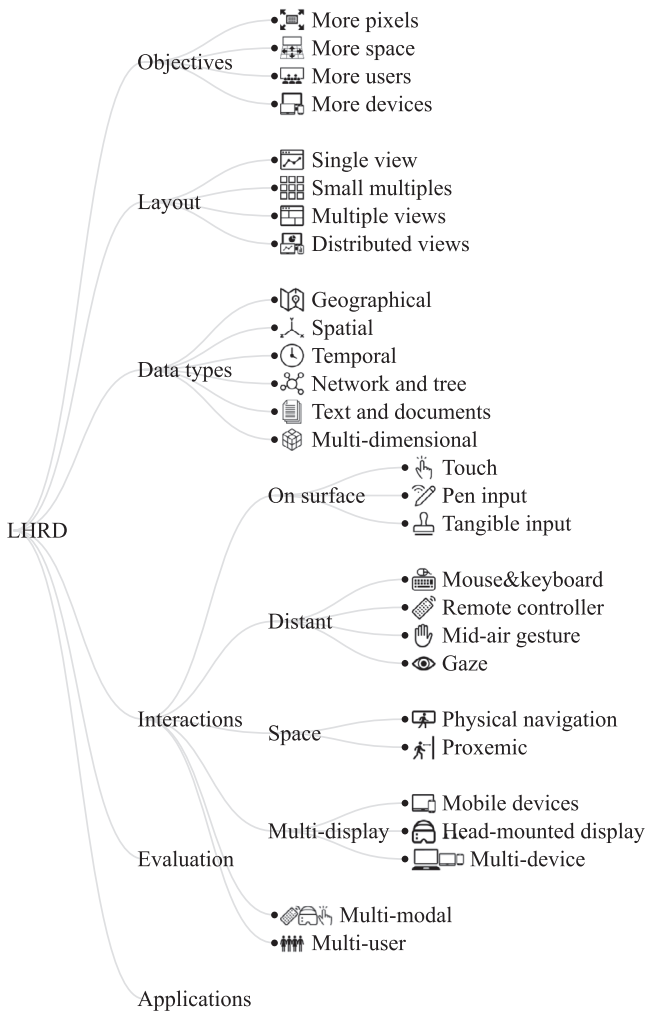 Objectives
More pixels
More space
More users
More devices
Layout
Single view
Small multiples
Multiple views
Distributed views
Data types
Geographical
Spatial
Temporal
Network and tree
Text and documents
Multi-dimensional
LHRD
Interactions
On surface
Touch
Pen input
Tangible input
Distant
Mouse&keyboard
Remote controller
Mid-air gesture
Gaze
Space
Physical navigation
Proxemic
Multi-display
Mobile devices
Head-mounted display
Multi-device
Multi-modal
Multi-user
Evaluation
Applications